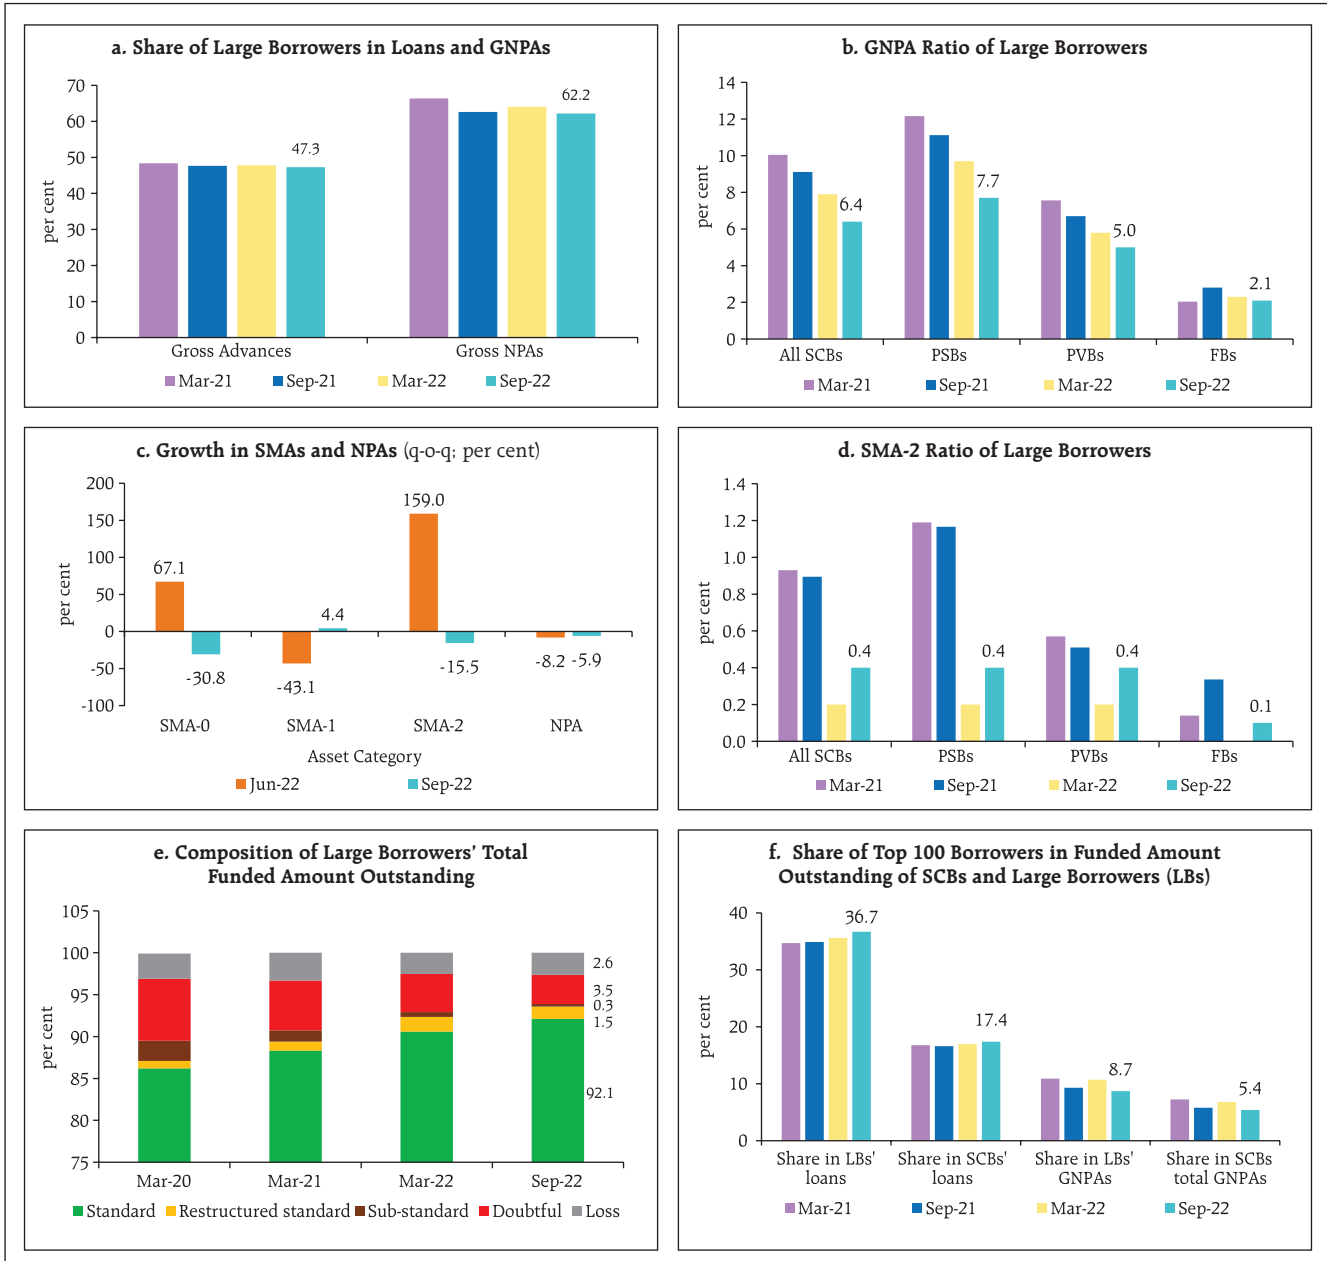 a. Share of Large Borrowers in Loans and GNPAs
70
60
50
40
30
20
10
0
per cent
47.3
62.2
Gross Advances
Gross NPAs
Mar-21 Sep-21 Mar-22 Sep-22
b. GNPA Ratio of Large Borrowers
14
12
10
8
6
4
2
0
per cent
6.4
7.7
5.0
2.1
All SCBs PSBs PVBs FBs
Mar-21 Sep-21 Mar-22 Sep-22
c. Growth in SMAs and NPAs (q-o-q; per cent)
200
150
100
50
0
-50
-100
per cent
67.1
-30.8
-43.1
4.4
159.0
-15.5
-8.2 -5.9
SMA-0 SMA-1 SMA-2 NPA
Asset Category
Jun-22 Sep-22
d. SMA-2 Ratio of Large Borrowers
1.4
1.2
1.0
0.8
0.6
0.4
0.2
0.0
per cent
0.4
0.4
0.4
0.1
All SCBs PSBs PVBs FBs
Mar-21 Sep-21 Mar-22 Sep-22
e. Composition of Large Borrowers' Total
Funded Amount Outstanding
105
100
95
90
85
80
75
per cent
2.6
3.5
0.3
1.5
92.1
Mar-20 Mar-21 Mar-22 Sep-22
Standard Restructured standard Sub-standard Doubtful Loss
f. Share of Top 100 Borrowers in Funded Amount
Outstanding of SCBs and Large Borrowers (LBs)
40
30
20
10
0
per cent
36.7
17.4
8.7
5.4
Share in LBs' loans
Share in SCBs' loans
Share in LBs' GNPAs
Share in SCBs total GNPAs
Mar-21 Sep-21 Mar-22 Sep-22